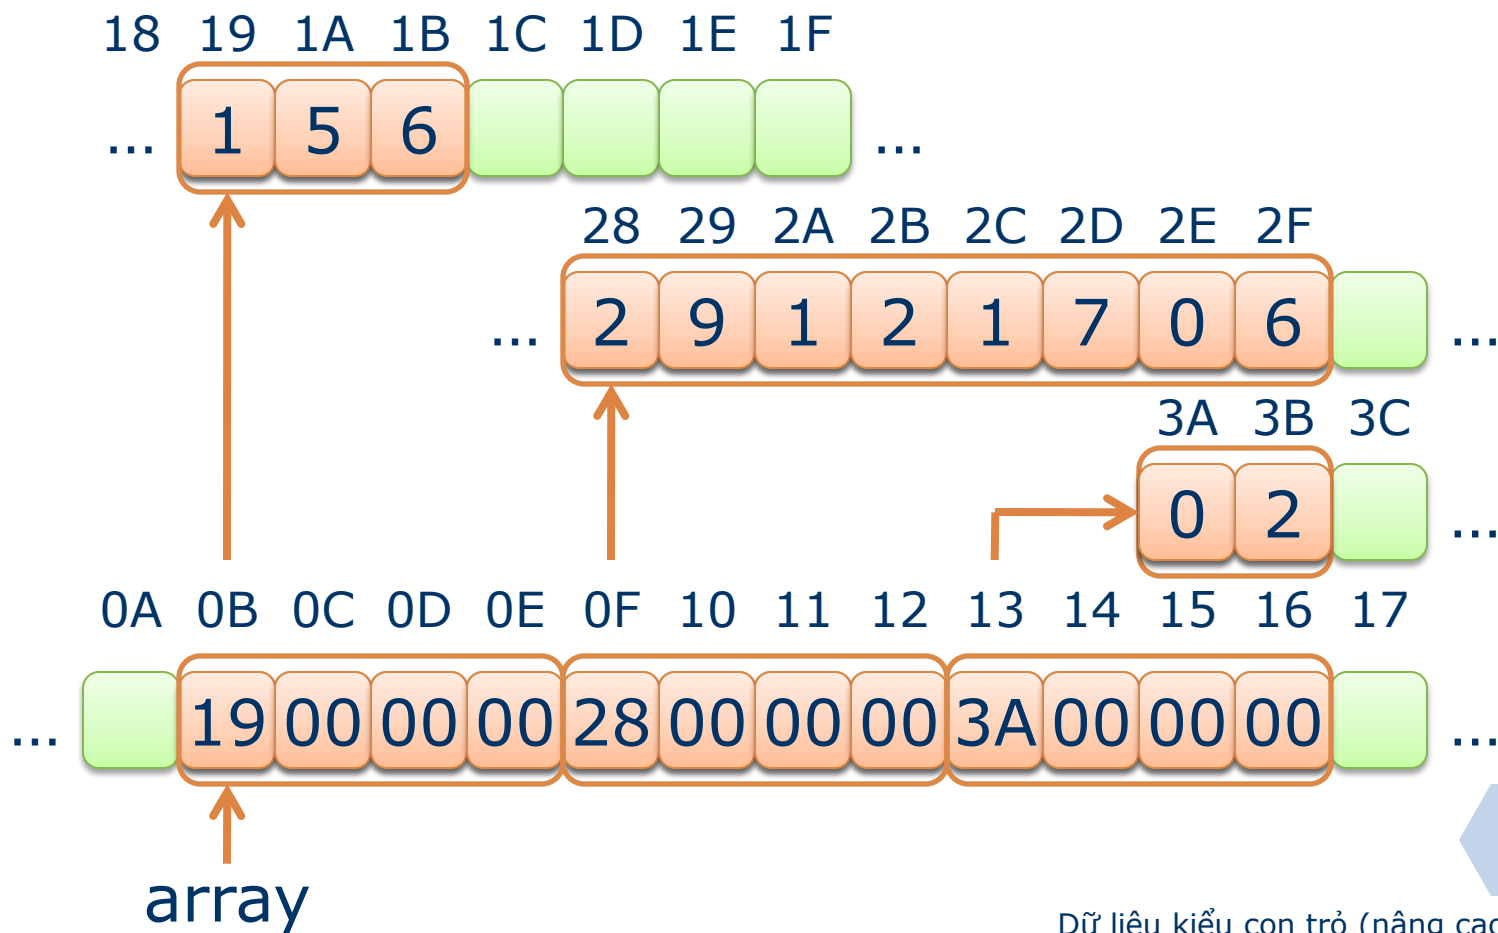 18 19 1A 1B 1C 1D 1E 1F
... 1 5 6 ...
28 29 2A 2B 2C 2D 2E 2F
... 2 9 1 2 1 7 0 6 ...
3A 3B 3C
0 2 ...
0A 0B 0C 0D 0E 0F 10 11 12 13 14 15 16 17
... 19 00 00 00 28 00 00 00 3A 00 00 00 ...
array
Dữ liệu kiểu con trỏ (nâng cao